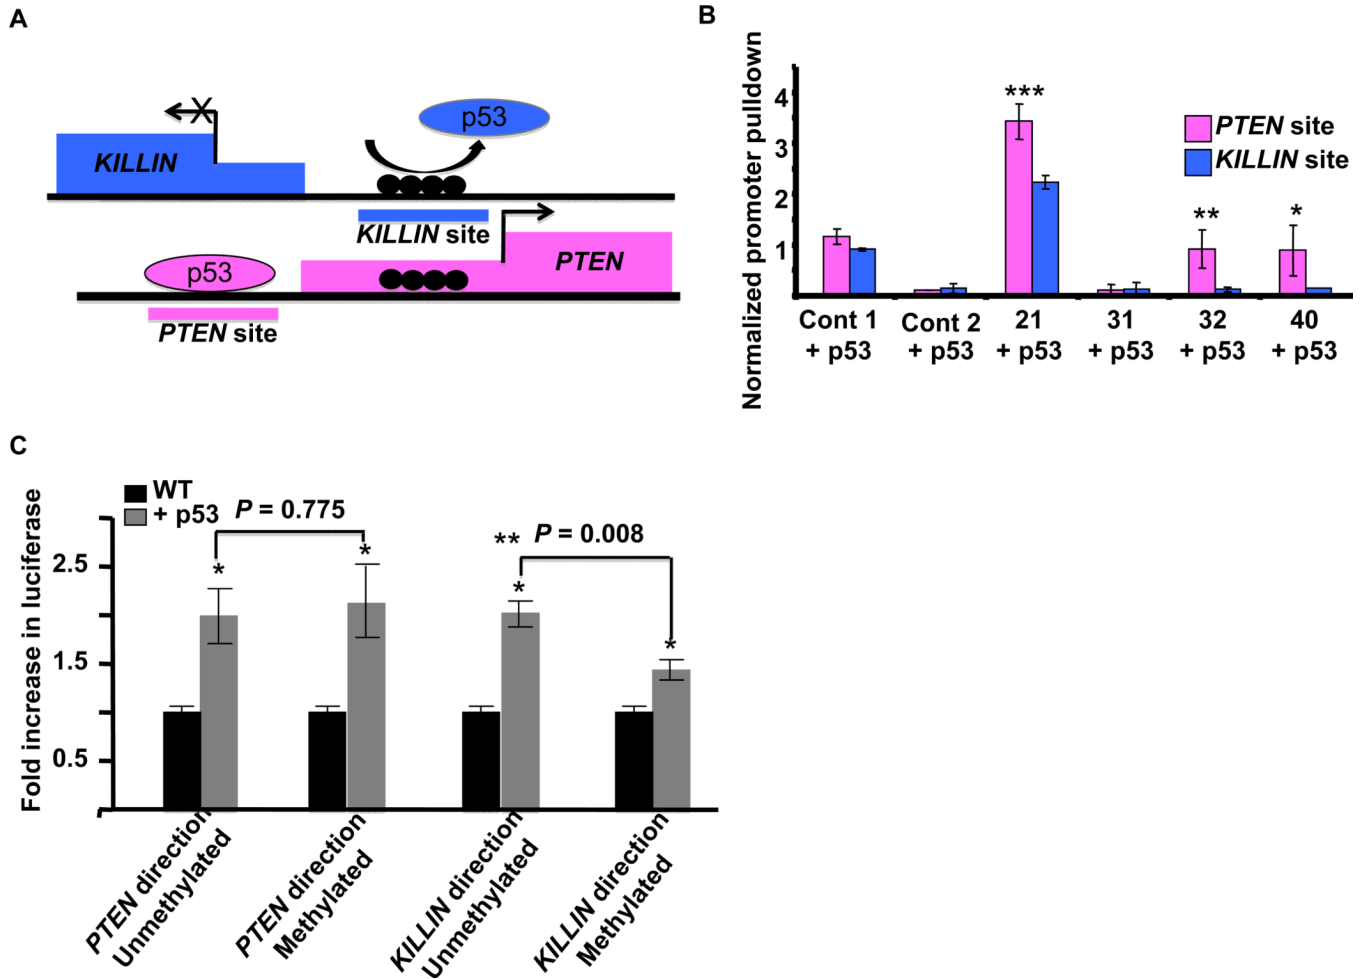 A
p53
X
KILLIN
KILLIN site
PTEN
p53
PTEN site
B
Normalized promoter pulldown
4
3
2
1
***
**
*
PTEN site
KILLIN site
Cont 1 + p53
Cont 2 + p53
21 + p53
31 + p53
32 + p53
40 + p53
C
Fold increase in luciferase
WT
+ p53
P = 0.775
** P = 0.008
2.5
1.5
0.5
*
*
*
*
PTEN direction
Unmethylated
PTEN direction
Methylated
KILLIN direction
Unmethylated
KILLIN direction
Methylated